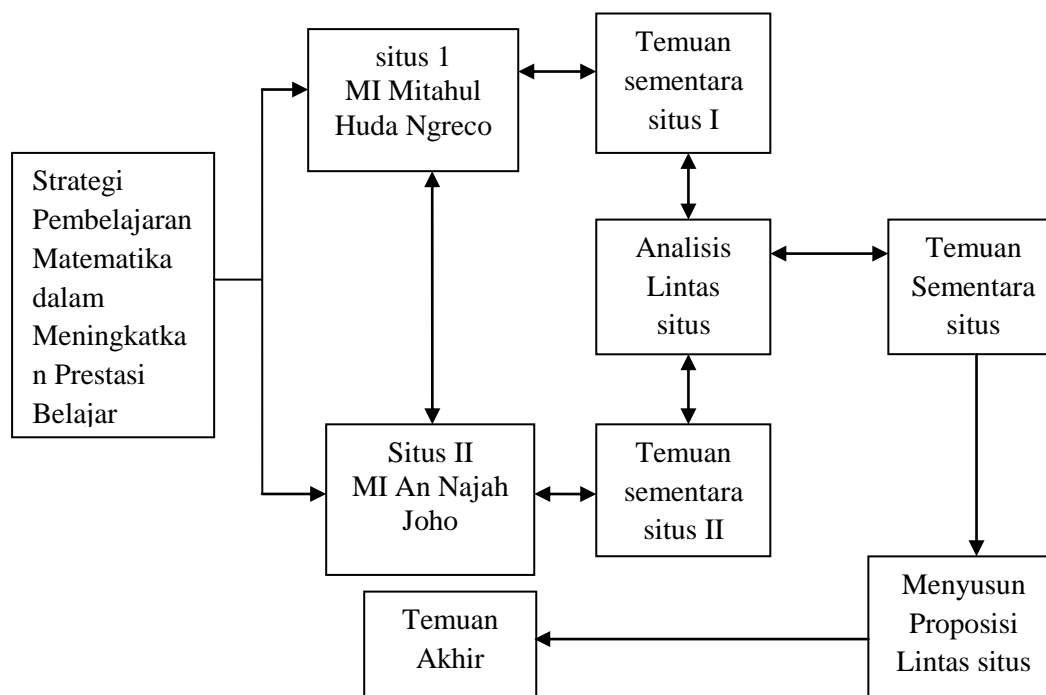 Strategi
Pembelajaran
Matematika
dalam
Meningkatka
n Prestasi
Belajar
situs 1
MI Mitahul
Huda Ngreco
Temuan
sementara
situs I
Analisis
Lintas
situs
Temuan
Sementara
situs
Situs II
MI An Najah
Joho
Temuan
sementara
situs II
Menyusun
Proposisi
Lintas situs
Temuan
Akhir